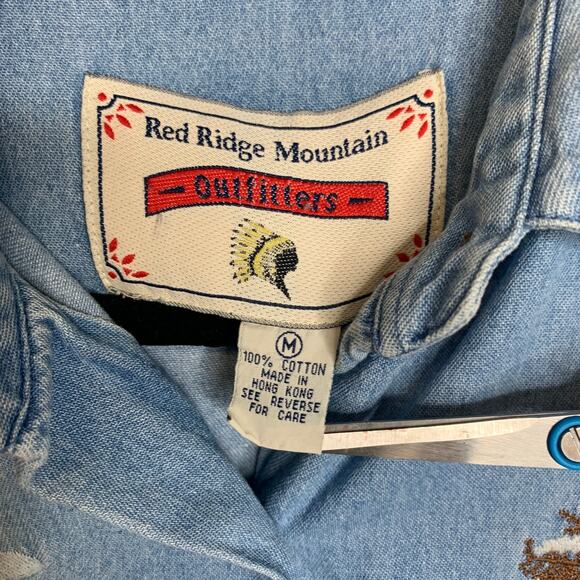 Red Ridge Mountain
Outfitters
M
100% COTTON
MADE IN
HONG KONG
SEE REVERSE
FOR CARE